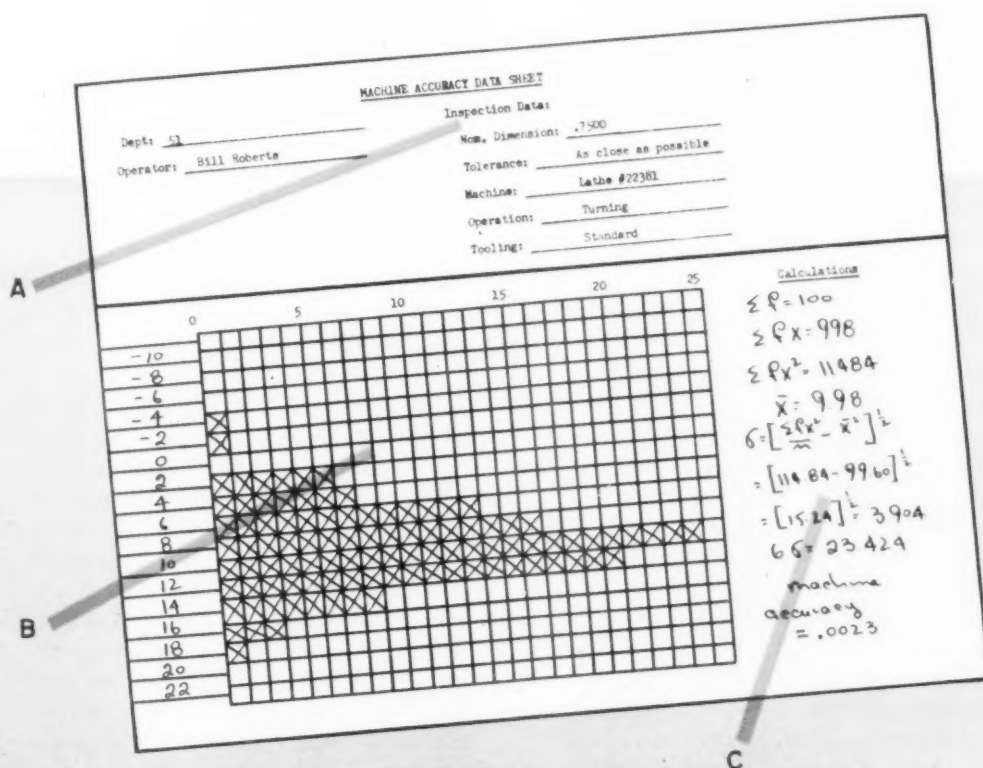 MACHINE ACCURACY DATA SHEET
Dept: 51
Operator: Bill Roberts
Inspection Data:
Nom. Dimension: .7500
Tolerance: As close as possible
Machine: Lathe #22381
Operation: Turning
Tooling: Standard
A
0 5 10 15 20 25
-10
-8
-6
-4
-2
0
2
4
6
8
10
12
14
16
18
20
22
B
Calculations
Σf=100
Σfx=998
Σfx²=11484
x̄=9.98
σ=[Σfx²/n - x̄²]^½
=[114.84-99.60]^½
=[15.24]^½=3.904
6σ=23.424
machine
accuracy
=.0023
C